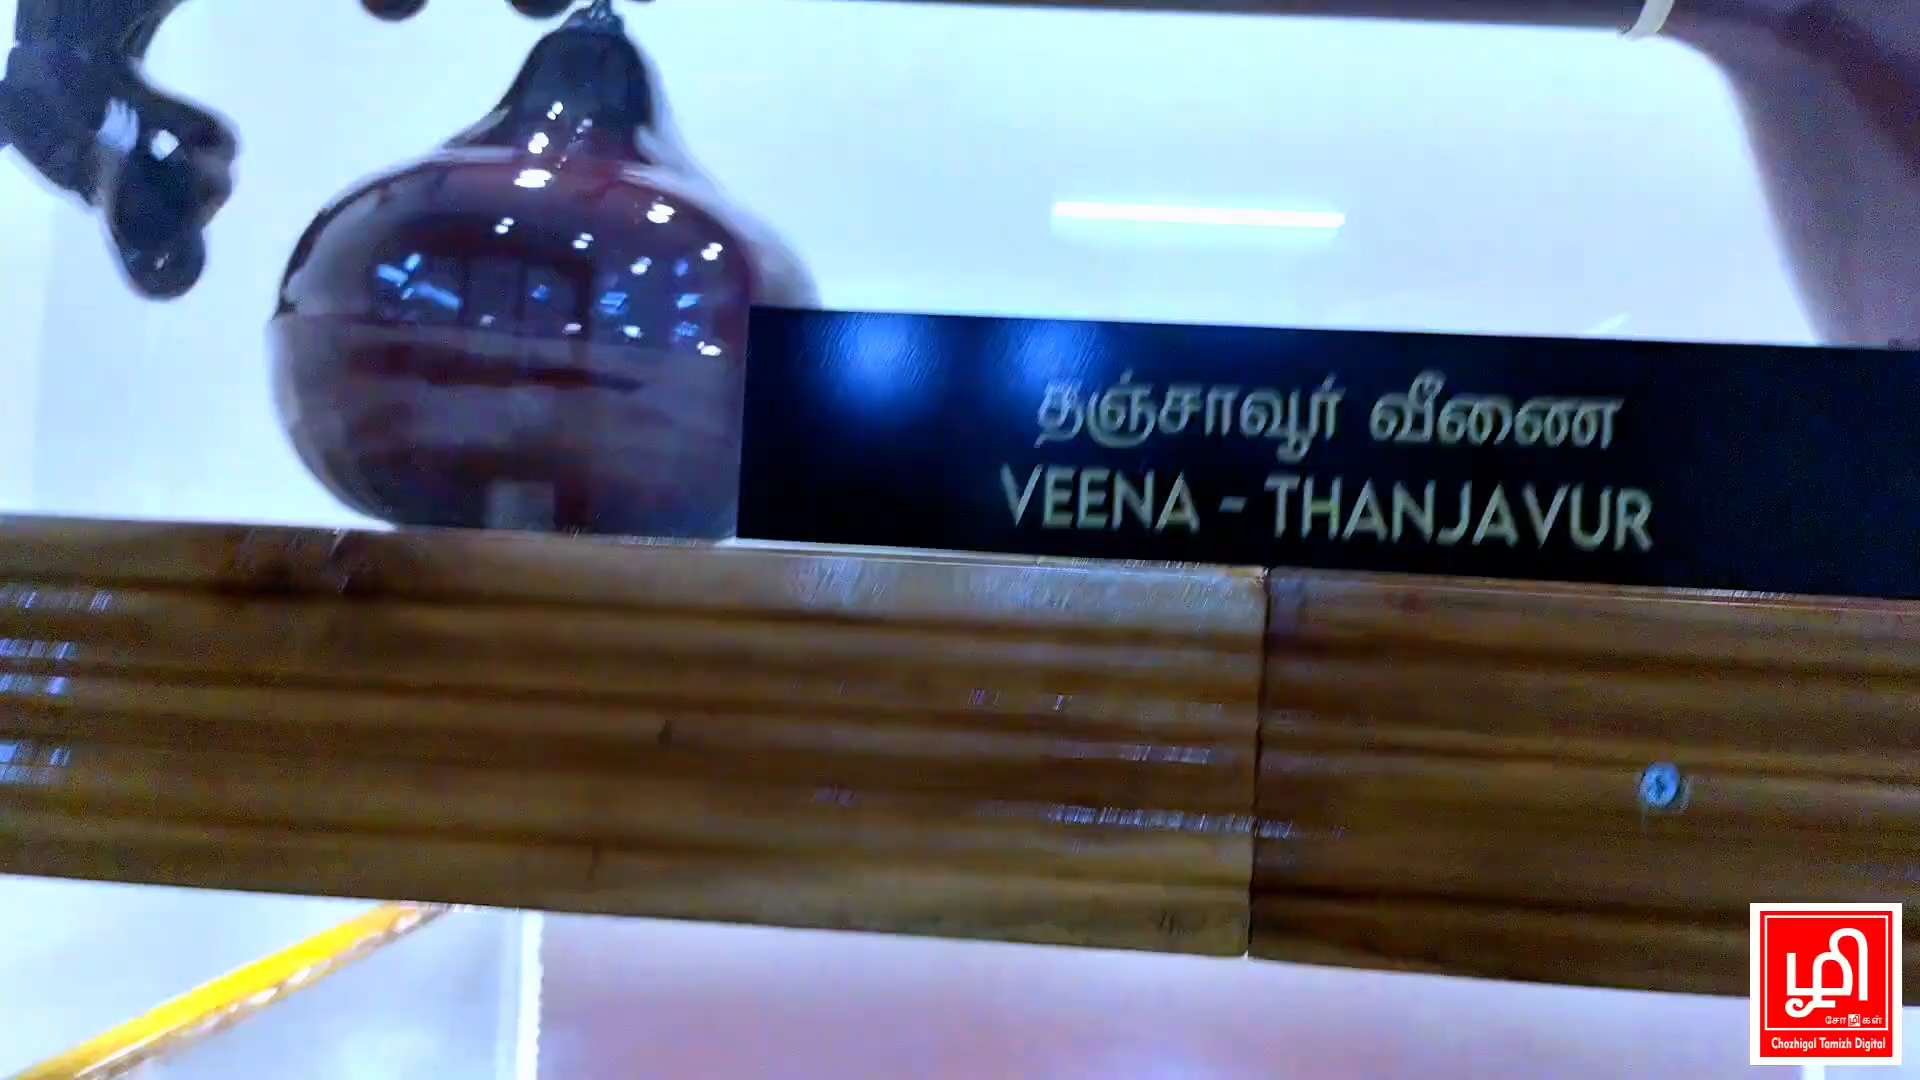 தஞ்சாவூர் வீணை
VEENA - THANJAVUR
ழி
சோழிகள்
Chozhigal Tamizh Digital